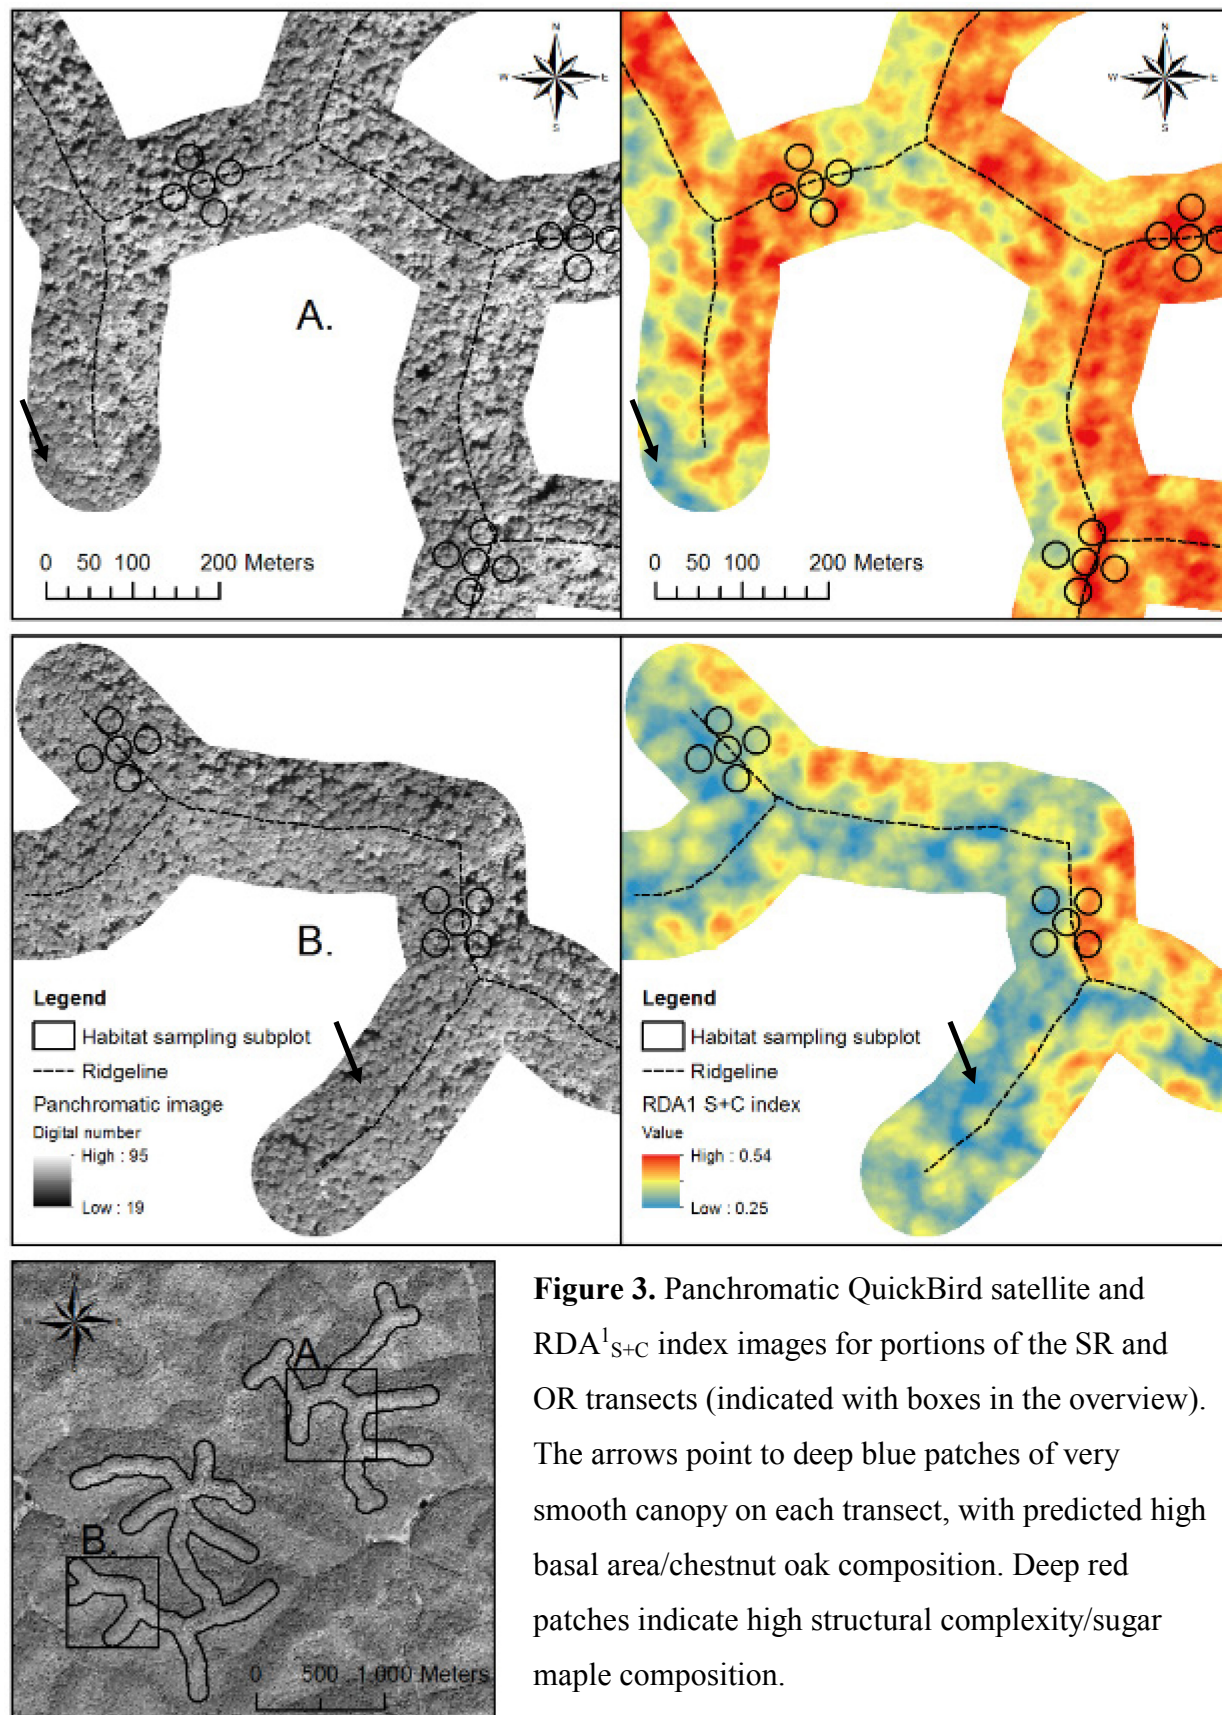 N
W E
S
N
W E
S
A.
0 50 100 200 Meters
0 50 100 200 Meters
B.
Legend
Habitat sampling subplot
Ridgeline
Panchromatic image
Digital number
High : 95
Low : 19
Legend
Habitat sampling subplot
Ridgeline
RDA1 S+C index
Value
High : 0.54
Low : 0.25
A.
B.
0 500 1,000 Meters
Figure 3. Panchromatic QuickBird satellite and
RDA¹S+C index images for portions of the SR and
OR transects (indicated with boxes in the overview).
The arrows point to deep blue patches of very
smooth canopy on each transect, with predicted high
basal area/chestnut oak composition. Deep red
patches indicate high structural complexity/sugar
maple composition.